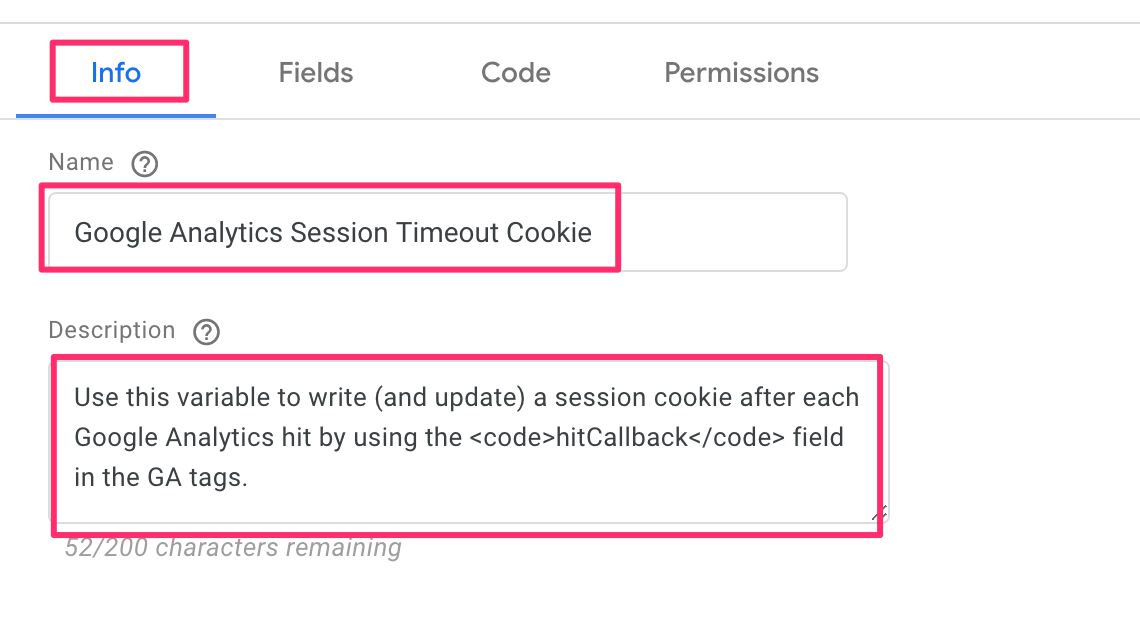 Info Fields Code Permissions
Name ?
Google Analytics Session Timeout Cookie
Description ?
Use this variable to write (and update) a session cookie after each
Google Analytics hit by using the <code>hitCallback</code> field
in the GA tags.
52/200 characters remaining